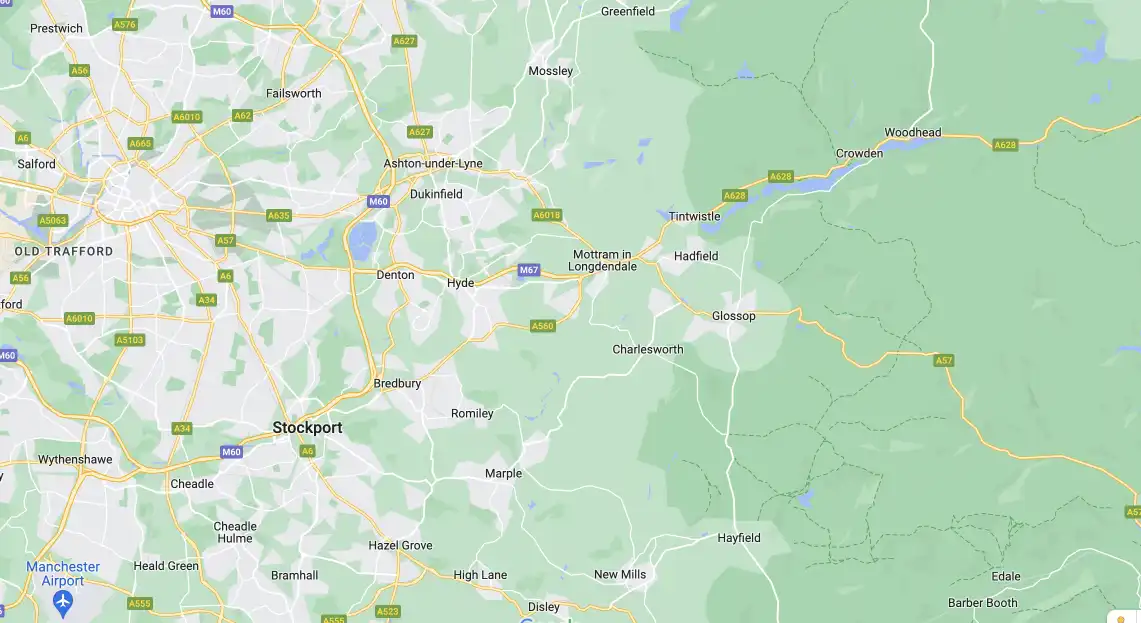 M60
Greenfield
Prestwich
A576
A627
A56
Mossley
Failsworth
A6010
A62
A627
A6
A665
Woodhead
A628
Salford
Ashton-under-Lyne
Crowden
A628
Dukinfield
M60
A628
A5063
A635
A6018
Tintwistle
A57
OLD TRAFFORD
Mottram in
Longdendale
Hadfield
A56
A6
Denton
Hyde
M67
A34
ford
A6010
A560
Glossop
A5103
M60
Charlesworth
A57
Bredbury
Romiley
A34
Stockport
M60
A6
Wythenshawe
Marple
Cheadle
A57
Cheadle
Hulme
Hayfield
Hazel Grove
Manchester
Airport
Heald Green
Bramhall
High Lane
New Mills
Edale
A555
A523
Disley
Barber Booth
A555